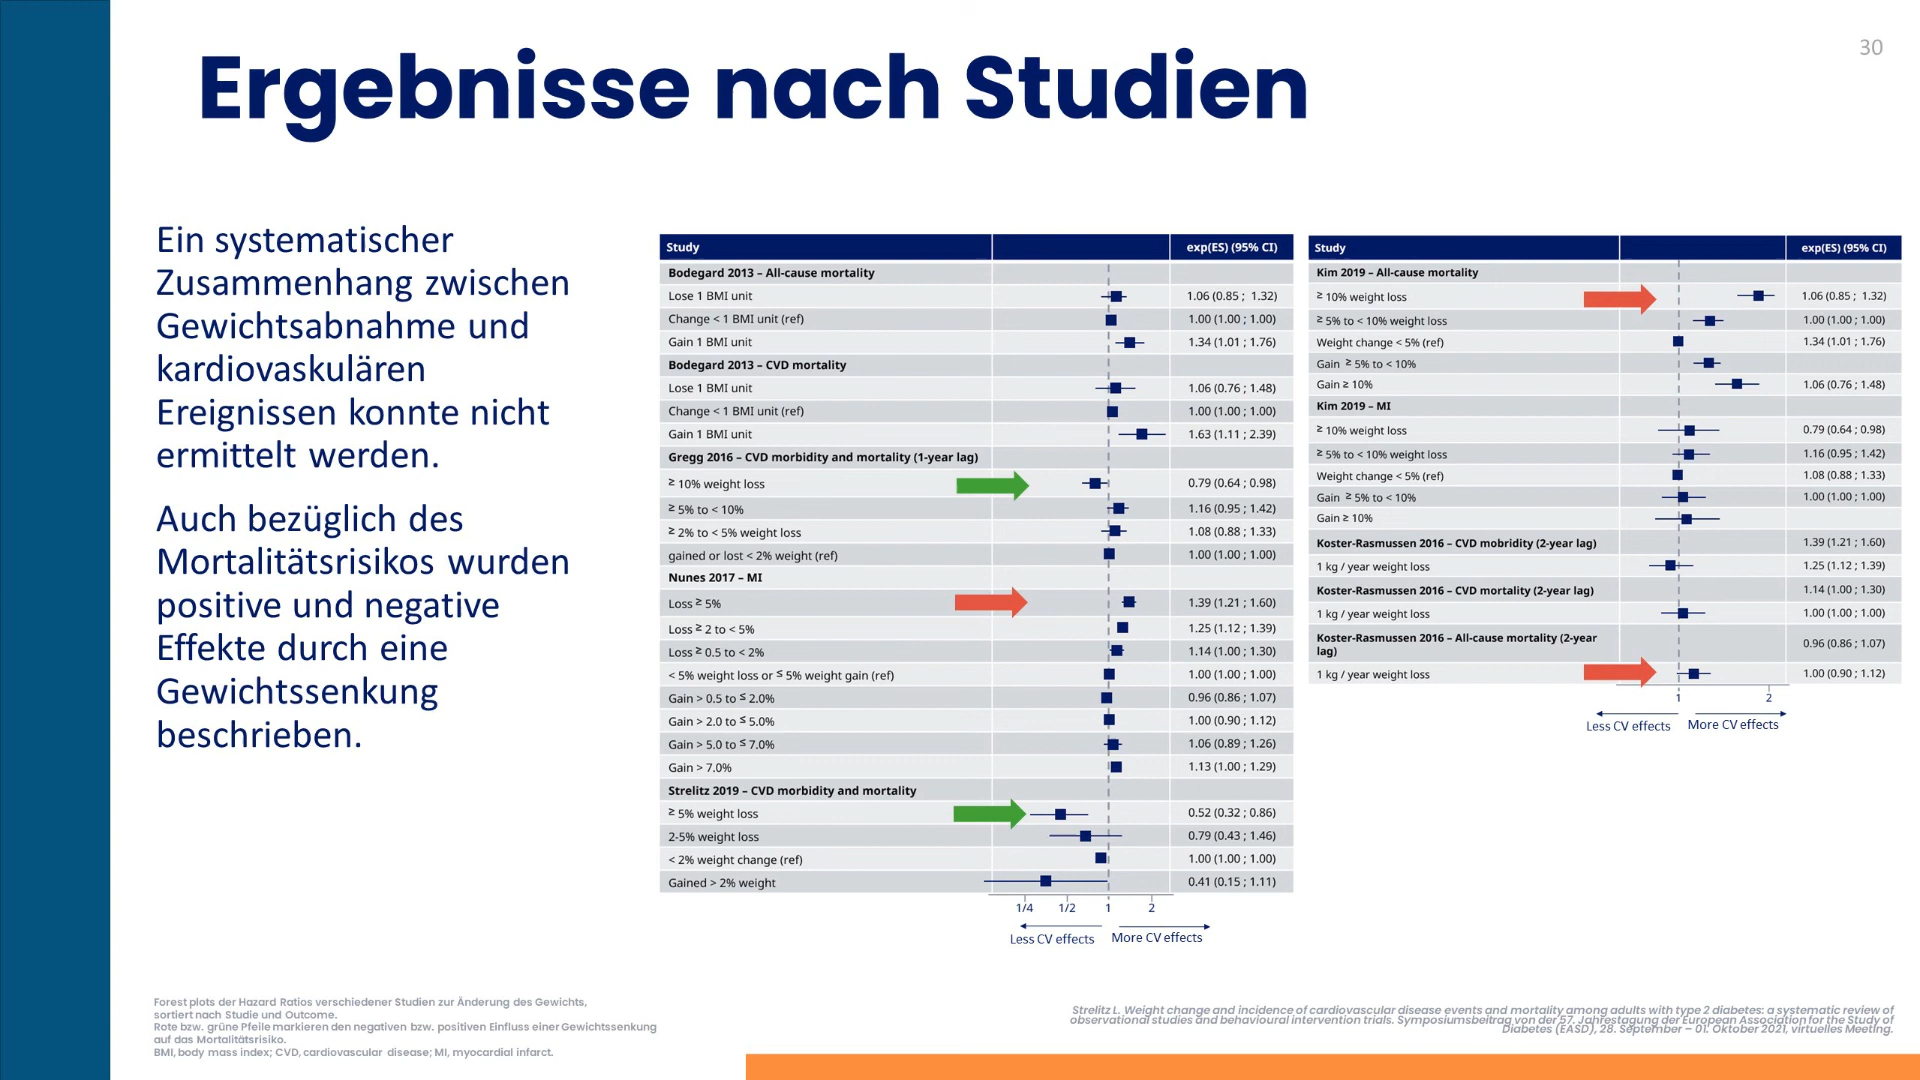 30
Ergebnisse nach Studien
Ein systematischer
Zusammenhang zwischen
Gewichtsabnahme und
kardiovaskulären
Ereignissen konnte nicht
ermittelt werden.
Auch bezüglich des
Mortalitätsrisikos wurden
positive und negative
Effekte durch eine
Gewichtssenkung
beschrieben.
Study exp(ES) (95% CI)
Bodegard 2013 – All-cause mortality
Lose 1 BMI unit 1.06 (0.85 ; 1.32)
Change < 1 BMI unit (ref) 1.00 (1.00 ; 1.00)
Gain 1 BMI unit 1.34 (1.01 ; 1.76)
Bodegard 2013 – CVD mortality
Lose 1 BMI unit 1.06 (0.76 ; 1.48)
Change < 1 BMI unit (ref) 1.00 (1.00 ; 1.00)
Gain 1 BMI unit 1.63 (1.11 ; 2.39)
Gregg 2016 – CVD morbidity and mortality (1-year lag)
≥ 10% weight loss 0.79 (0.64 ; 0.98)
≥ 5% to < 10% 1.16 (0.95 ; 1.42)
≥ 2% to < 5% weight loss 1.08 (0.88 ; 1.33)
gained or lost < 2% weight (ref) 1.00 (1.00 ; 1.00)
Nunes 2017 – MI
Loss ≥ 5% 1.39 (1.21 ; 1.60)
Loss ≥ 2 to < 5% 1.25 (1.12 ; 1.39)
Loss ≥ 0.5 to < 2% 1.14 (1.00 ; 1.30)
< 5% weight loss or ≤ 5% weight gain (ref) 1.00 (1.00 ; 1.00)
Gain > 0.5 to ≤ 2.0% 0.96 (0.86 ; 1.07)
Gain > 2.0 to ≤ 5.0% 1.00 (0.90 ; 1.12)
Gain > 5.0 to ≤ 7.0% 1.06 (0.89 ; 1.26)
Gain > 7.0% 1.13 (1.00 ; 1.29)
Strelitz 2019 – CVD morbidity and mortality
≥ 5% weight loss 0.52 (0.32 ; 0.86)
2-5% weight loss 0.79 (0.43 ; 1.46)
< 2% weight change (ref) 1.00 (1.00 ; 1.00)
Gained > 2% weight 0.41 (0.15 ; 1.11)
1/4 1/2 1 2
Less CV effects More CV effects
Study exp(ES) (95% CI)
Kim 2019 – All-cause mortality
≥ 10% weight loss 1.06 (0.85 ; 1.32)
≥ 5% to < 10% weight loss 1.00 (1.00 ; 1.00)
Weight change < 5% (ref) 1.34 (1.01 ; 1.76)
Gain ≥ 5% to < 10%
Gain ≥ 10% 1.06 (0.76 ; 1.48)
Kim 2019 – MI
≥ 10% weight loss 0.79 (0.64 ; 0.98)
≥ 5% to < 10% weight loss 1.16 (0.95 ; 1.42)
Weight change < 5% (ref) 1.08 (0.88 ; 1.33)
Gain ≥ 5% to < 10% 1.00 (1.00 ; 1.00)
Gain ≥ 10%
Koster-Rasmussen 2016 – CVD mobridity (2-year lag) 1.39 (1.21 ; 1.60)
1 kg / year weight loss 1.25 (1.12 ; 1.39)
Koster-Rasmussen 2016 – CVD mortality (2-year lag) 1.14 (1.00 ; 1.30)
1 kg / year weight loss 1.00 (1.00 ; 1.00)
Koster-Rasmussen 2016 – All-cause mortality (2-year
lag) 0.96 (0.86 ; 1.07)
1 kg / year weight loss 1.00 (0.90 ; 1.12)
1 2
Less CV effects More CV effects
Forest plots der Hazard Ratios verschiedener Studien zur Änderung des Gewichts,
sortiert nach Studie und Outcome.
Rote bzw. grüne Pfeile markieren den negativen bzw. positiven Einfluss einer Gewichtssenkung
auf das Mortalitätsrisiko.
BMI, body mass index; CVD, cardiovascular disease; MI, myocardial infarct.
Strelitz L. Weight change and incidence of cardiovascular disease events and mortality among adults with type 2 diabetes: a systematic review of
observational studies and behavioural intervention trials. Symposiumsbeitrag von der 57. Jahrestagung der European Association for the Study of
Diabetes (EASD), 28. September – 01. Oktober 2021, virtuelles Meeting.